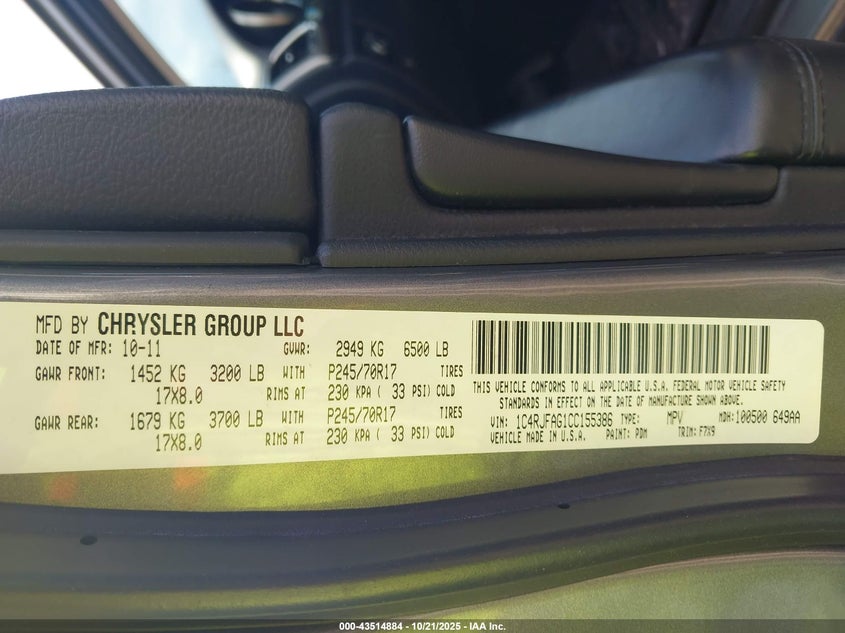 MFD BY CHRYSLER GROUP LLC
DATE OF MFR: 10-11 GVWR: 2949 KG 6500 LB
GAWR FRONT: 1452 KG 3200 LB WITH P245/70R17 TIRES
17X8.0 RIMS AT 230 KPA ( 33 PSI) COLD
GAWR REAR: 1679 KG 3700 LB WITH P245/70R17 TIRES
17X8.0 RIMS AT 230 KPA ( 33 PSI) COLD
THIS VEHICLE CONFORMS TO ALL APPLICABLE U.S.A. FEDERAL MOTOR VEHICLE SAFETY
STANDARDS IN EFFECT ON THE DATE OF MANUFACTURE SHOWN ABOVE.
VIN: 1C4RJFAG1CC155386 TYPE: MPV MDH: 100500 649AA
VEHICLE MADE IN U.S.A. PAINT: PDM TRIM: F7X9
000-43514884 - 10/21/2025 - IAA Inc.